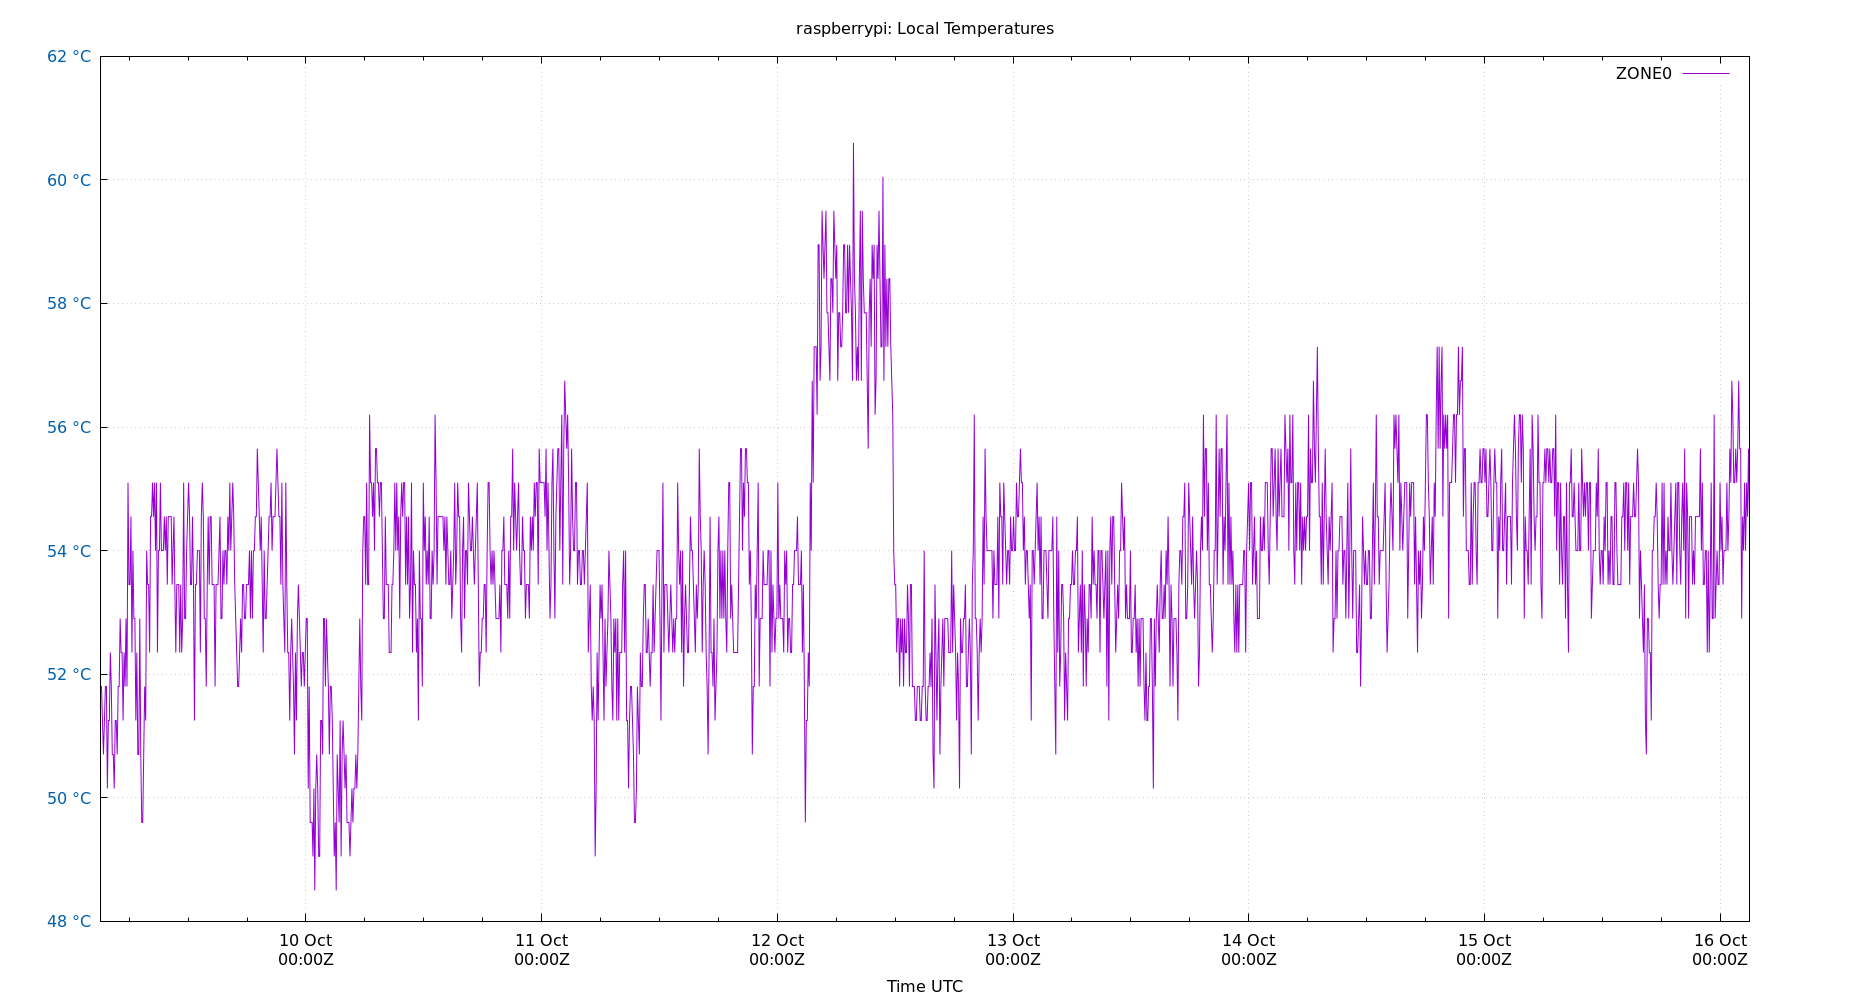 raspberrypi: Local Temperatures
ZONE0
62 °C
60 °C
58 °C
56 °C
54 °C
52 °C
50 °C
48 °C
10 Oct
00:00Z
11 Oct
00:00Z
12 Oct
00:00Z
13 Oct
00:00Z
14 Oct
00:00Z
15 Oct
00:00Z
16 Oct
00:00Z
Time UTC